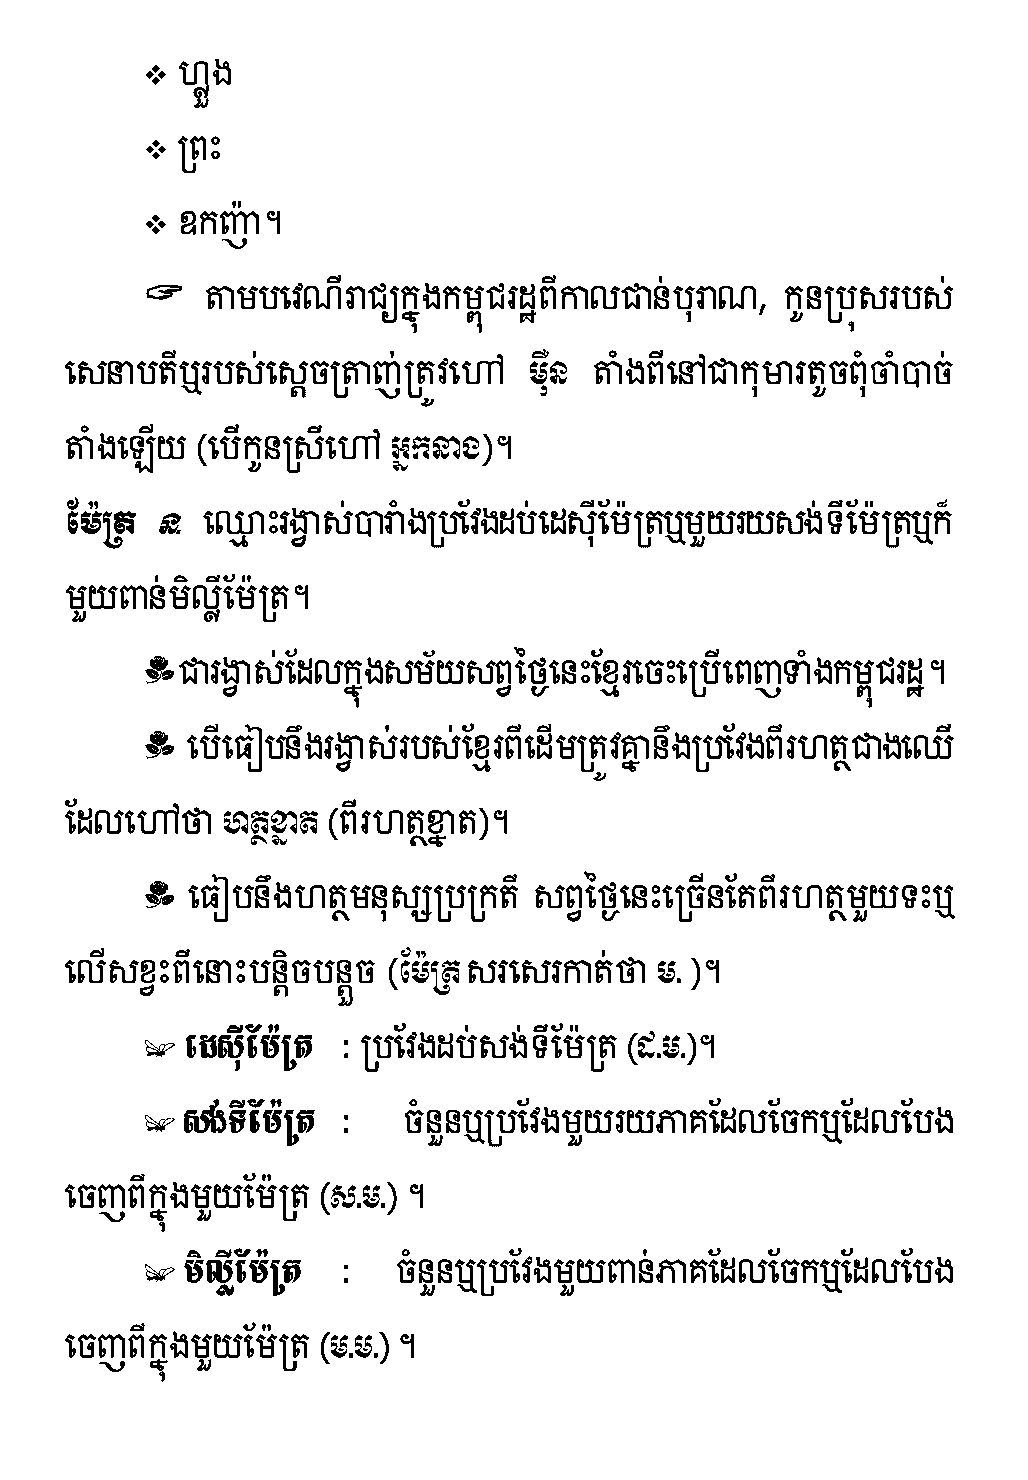 ❖ ហ្លួង
❖ ព្រះ
❖ ឧកញ៉ា។
☞ តាមបវេណីរាជ្យក្នុងកម្ពុជរដ្ឋពីកាលជាន់បុរាណ, កូនប្រុសរបស់
សេនាបតីឬរបស់ស្ដេចត្រាញ់ត្រូវហៅ ម៉ឺន តាំងពីនៅជាកុមារតូចពុំចាំបាច់
តាំងឡើយ (បើកូនស្រីហៅ អ្នកនាង)។
ម៉ែត្រ ន. ឈ្មោះរង្វាស់បារាំងប្រវែងដប់ដេស៊ីម៉ែត្រឬមួយរយសង់ទីម៉ែត្រឬក៏
មួយពាន់មិល្លីម៉ែត្រ។
ជារង្វាស់ដែលក្នុងសម័យសព្វថ្ងៃនេះខ្មែរចេះប្រើពេញទាំងកម្ពុជរដ្ឋ។
បើធៀបនឹងរង្វាស់របស់ខ្មែរពីដើមត្រូវគ្នានឹងប្រវែងពីរហត្ថជាងឈើ
ដែលហៅថា ហត្ថខ្នាត (ពីរហត្ថខ្នាត)។
ធៀបនឹងហត្ថមនុស្សប្រក្រតី សព្វថ្ងៃនេះច្រើនតែពីរហត្ថមួយទះឬ
លើសខ្វះពីនោះបន្តិចបន្តួច (ម៉ែត្រ សរសេរកាត់ថា ម. )។
ដេស៊ីម៉ែត្រ : ប្រវែងដប់សង់ទីម៉ែត្រ (ដ.ម.)។
សង់ទីម៉ែត្រ : ចំនួនឬប្រវែងមួយរយភាគដែលចែកឬដែលបែង
ចេញពីក្នុងមួយម៉ែត្រ (ស.ម.) ។
មិល្លីម៉ែត្រ : ចំនួនឬប្រវែងមួយពាន់ភាគដែលចែកឬដែលបែង
ចេញពីក្នុងមួយម៉ែត្រ (ម.ម.) ។